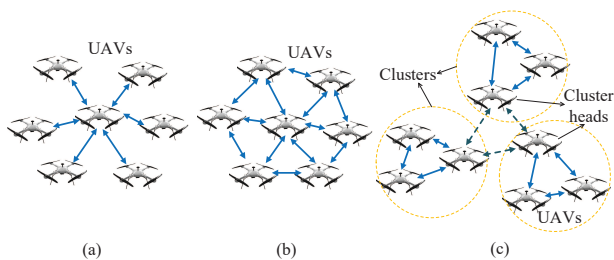 UAVs
UAVs
Clusters
Cluster
heads
UAVs
(a)
(b)
(c)